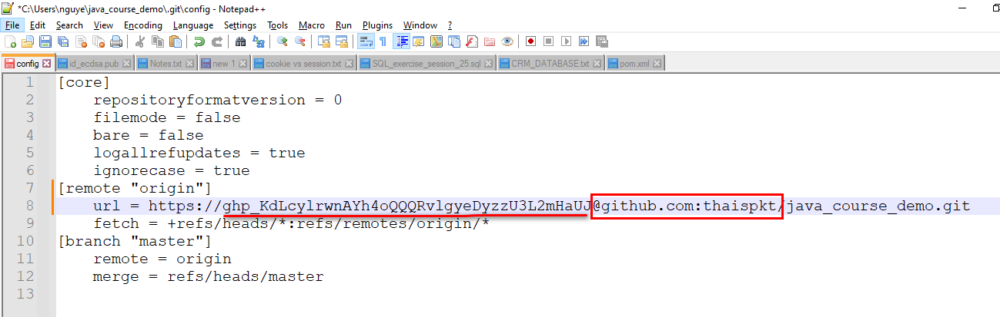 *C:\Users\nguye\java_course_demo\.git\config - Notepad++
File Edit Search View Encoding Language Settings Tools Macro Run Plugins Window ?
config id_ecdsa.pub Notes.txt new 1 cookie vs session.txt SQL_exercise_session_25.sql CRM_DATABASE.txt pom.xml
1 [core]
2 repositoryformatversion = 0
3 filemode = false
4 bare = false
5 logallrefupdates = true
6 ignorecase = true
7 [remote "origin"]
8 url = https://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@github.com:thaispkt/java_course_demo.git
9 fetch = +refs/heads/*:refs/remotes/origin/*
10 [branch "master"]
11 remote = origin
12 merge = refs/heads/master
13